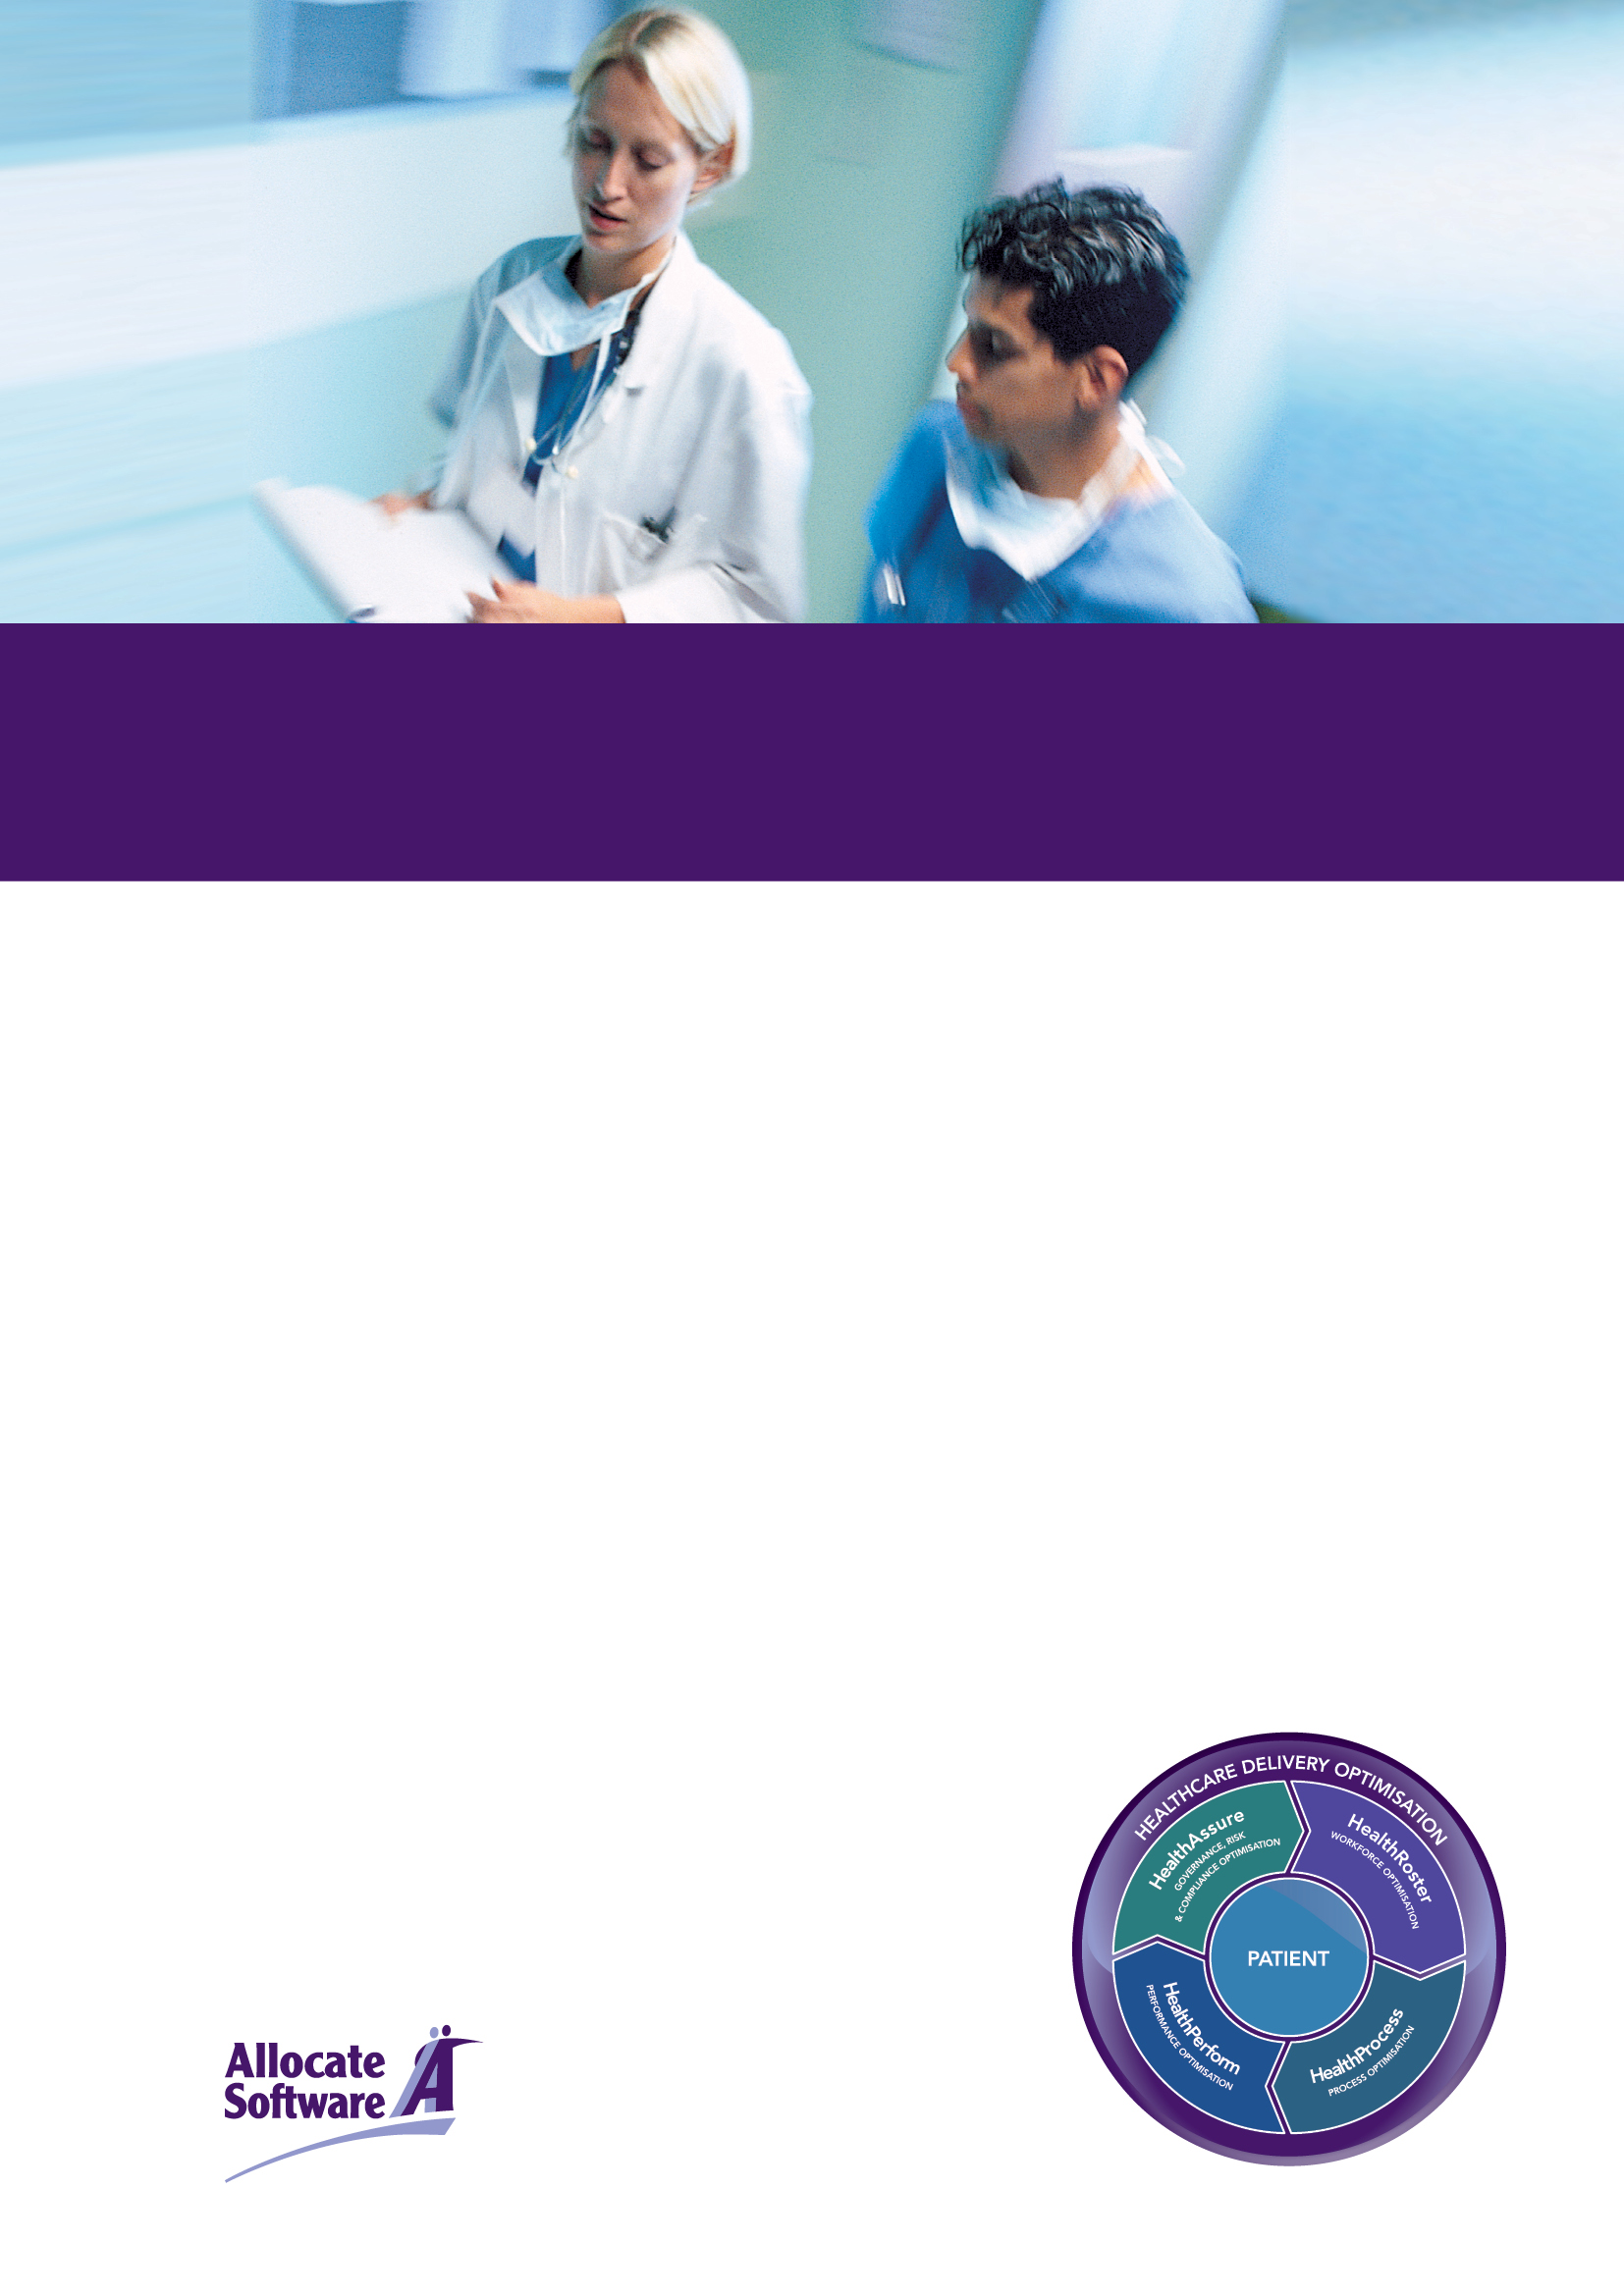 HEALTHCARE DELIVERY OPTIMISATION
HealthAssure
GOVERNANCE, RISK
& COMPLIANCE OPTIMISATION
HealthRoster
WORKFORCE OPTIMISATION
PATIENT
HealthPerform
PERFORMANCE OPTIMISATION
HealthProcess
PROCESS OPTIMISATION
Allocate
Software